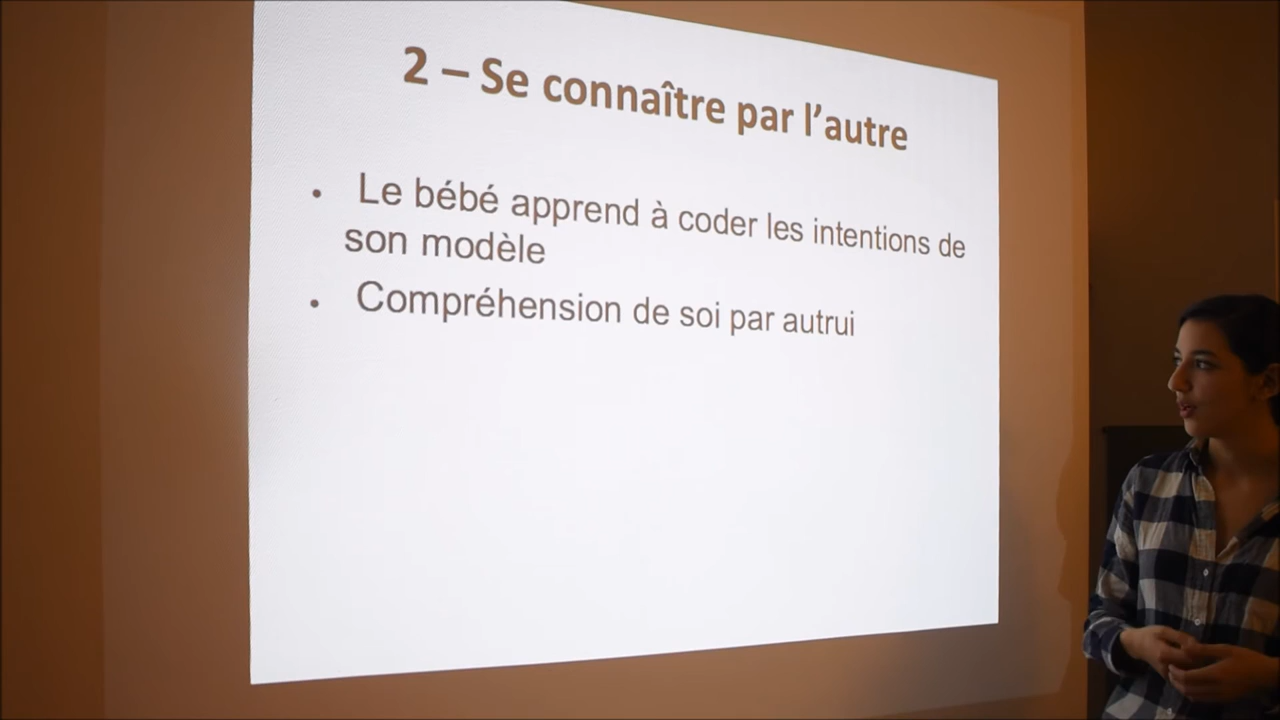 2 – Se connaître par l’autre
• Le bébé apprend à coder les intentions de
son modèle
• Compréhension de soi par autrui